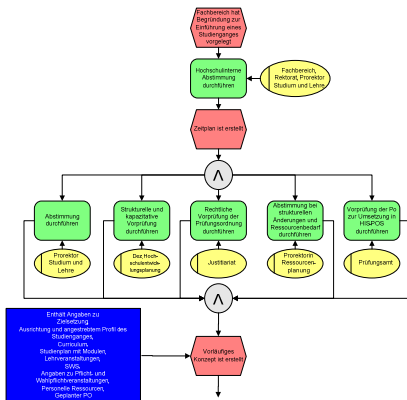 Fachbereich hat
Begründung zur
Einführung eines
Studienganges
vorgelegt
Hochschulinterne
Abstimmung
durchführen
Fachbereich,
Rektorat, Prorektor
Studium und Lehre
Zeitplan ist erstellt
Λ
Abstimmung
durchführen
Strukturelle und
kapazitative
Vorprüfung
durchführen
Rechtliche
Vorprüfung der
Prüfungsordnung
durchführen
Abstimmung bei
strukturellen
Änderungen und
Ressourcenbedarf
durchführen
Vorprüfung der Po
zur Umsetzung in
HISPOS
durchführen
Prorektor
Studium und
Lehre
Dez. Hoch-
schulentwick-
lungsplanung
Justitiariat
Prorektorin
Ressourcen-
planung
Prüfungsamt
Λ
Enthält Angaben zu
Zielsetzung,
Ausrichtung und angestrebtem Profil des
Studienganges,
Curriculum,
Studienplan mit Modulen,
Lehrveranstaltungen,
SWS,
Angaben zu Pflicht- und
Wahlpflichtveranstaltungen,
Personelle Ressourcen,
Geplanter PO
Vorläufiges
Konzept ist erstellt